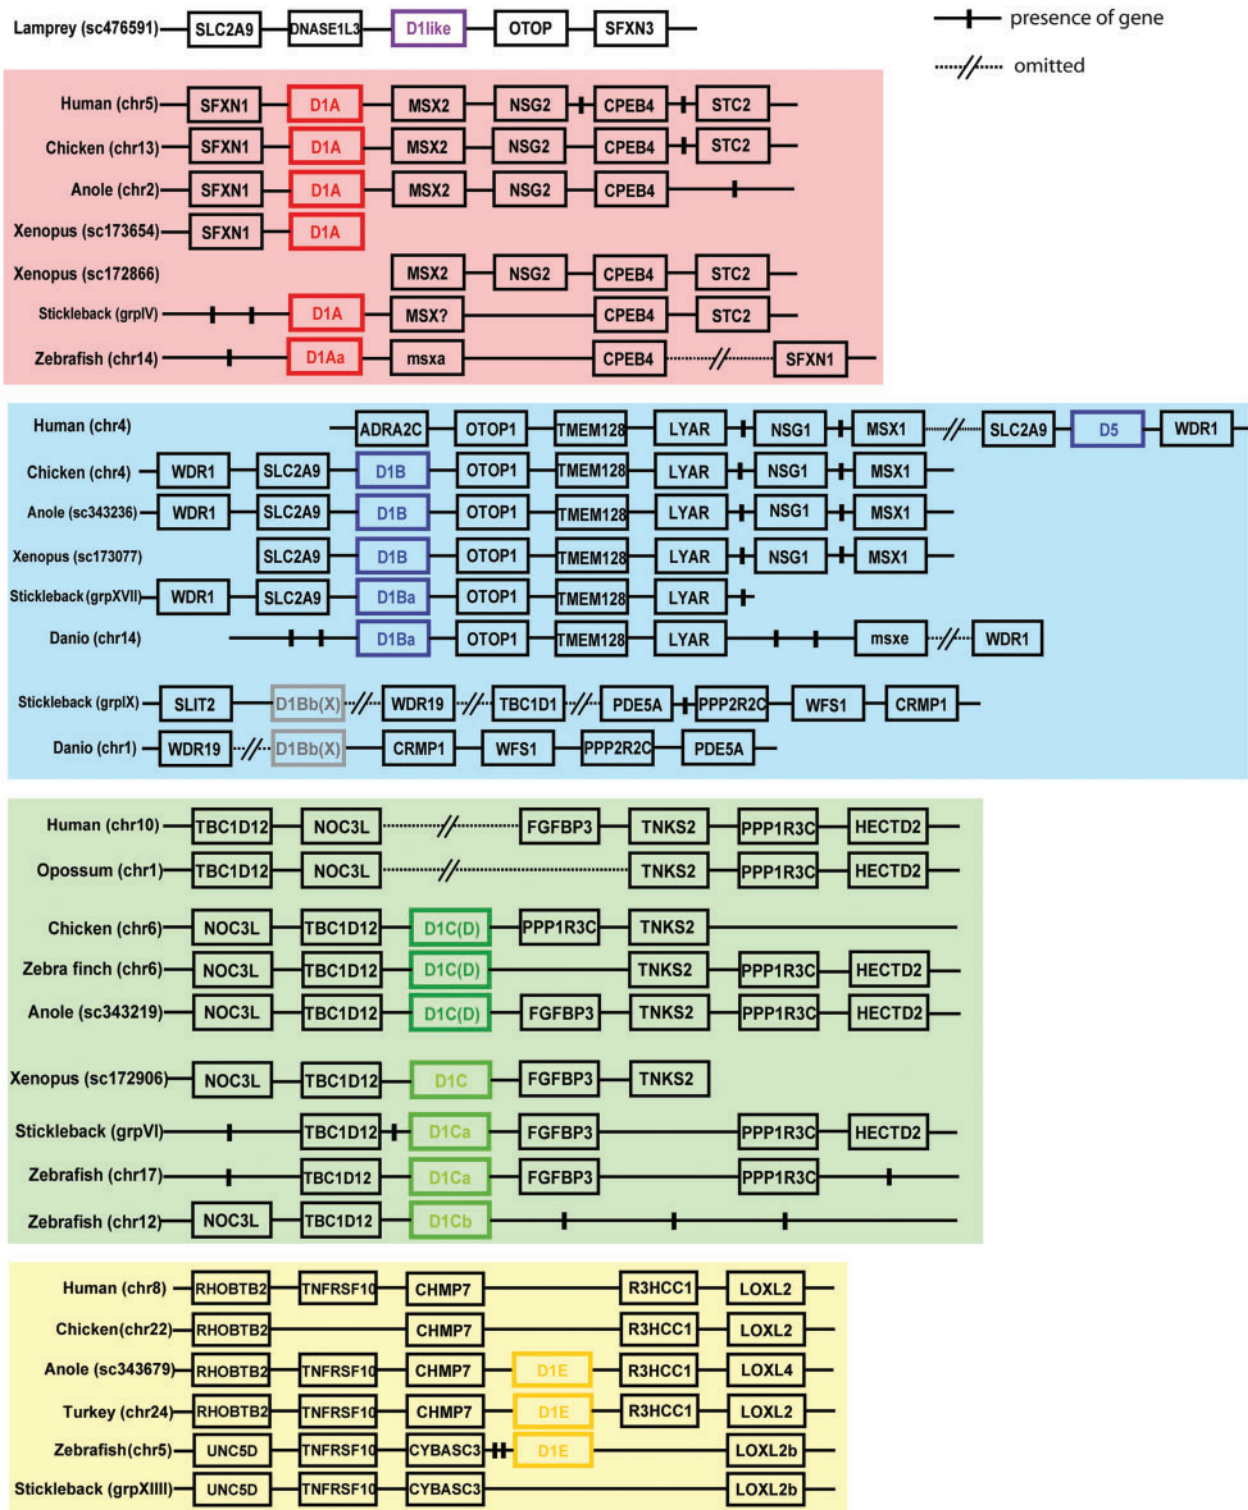 Lamprey (sc476591) SLC2A9 DNASE1L3 D1like OTOP SFXN3
presence of gene
omitted
Human (chr5) SFXN1 D1A MSX2 NSG2 CPEB4 STC2
Chicken (chr13) SFXN1 D1A MSX2 NSG2 CPEB4 STC2
Anole (chr2) SFXN1 D1A MSX2 NSG2 CPEB4
Xenopus (sc173654) SFXN1 D1A
Xenopus (sc172866) MSX2 NSG2 CPEB4 STC2
Stickleback (grpIV) D1A MSX? CPEB4 STC2
Zebrafish (chr14) D1Aa msxa CPEB4 SFXN1
Human (chr4) ADRA2C OTOP1 TMEM128 LYAR NSG1 MSX1 SLC2A9 D5 WDR1
Chicken (chr4) WDR1 SLC2A9 D1B OTOP1 TMEM128 LYAR NSG1 MSX1
Anole (sc343236) WDR1 SLC2A9 D1B OTOP1 TMEM128 LYAR NSG1 MSX1
Xenopus (sc173077) SLC2A9 D1B OTOP1 TMEM128 LYAR NSG1 MSX1
Stickleback (grpXVII) WDR1 SLC2A9 D1Ba OTOP1 TMEM128 LYAR
Danio (chr14) D1Ba OTOP1 TMEM128 LYAR msxe WDR1
Stickleback (grpIX) SLIT2 D1Bb(X) WDR19 TBC1D1 PDE5A PPP2R2C WFS1 CRMP1
Danio (chr1) WDR19 D1Bb(X) CRMP1 WFS1 PPP2R2C PDE5A
Human (chr10) TBC1D12 NOC3L FGFBP3 TNKS2 PPP1R3C HECTD2
Opossum (chr1) TBC1D12 NOC3L TNKS2 PPP1R3C HECTD2
Chicken (chr6) NOC3L TBC1D12 D1C(D) PPP1R3C TNKS2
Zebra finch (chr6) NOC3L TBC1D12 D1C(D) TNKS2 PPP1R3C HECTD2
Anole (sc343219) NOC3L TBC1D12 D1C(D) FGFBP3 TNKS2 PPP1R3C HECTD2
Xenopus (sc172906) NOC3L TBC1D12 D1C FGFBP3 TNKS2
Stickleback (grpVI) TBC1D12 D1Ca FGFBP3 PPP1R3C HECTD2
Zebrafish (chr17) TBC1D12 D1Ca FGFBP3 PPP1R3C
Zebrafish (chr12) NOC3L TBC1D12 D1Cb
Human (chr8) RHOBTB2 TNFRSF10 CHMP7 R3HCC1 LOXL2
Chicken(chr22) RHOBTB2 CHMP7 R3HCC1 LOXL2
Anole (sc343679) RHOBTB2 TNFRSF10 CHMP7 D1E R3HCC1 LOXL4
Turkey (chr24) RHOBTB2 TNFRSF10 CHMP7 D1E R3HCC1 LOXL2
Zebrafish(chr5) UNC5D TNFRSF10 CYBASC3 D1E LOXL2b
Stickleback (grpXIIII) UNC5D TNFRSF10 CYBASC3 LOXL2b